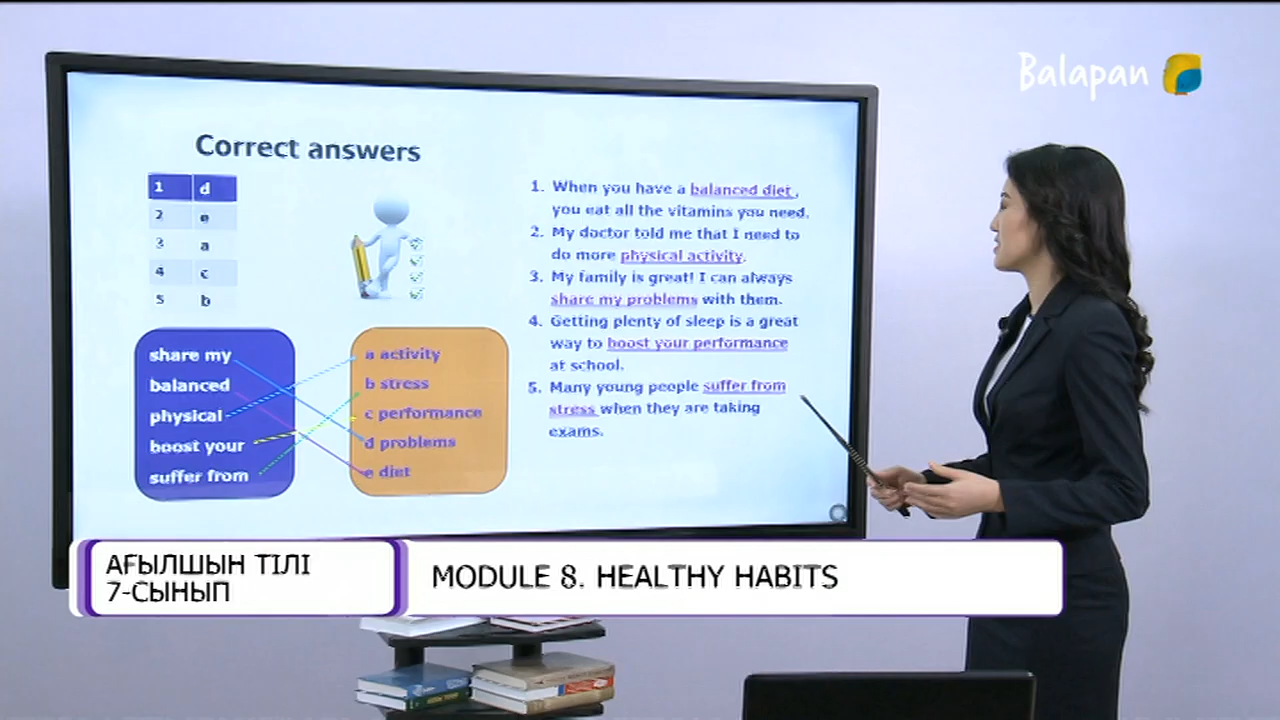 Balapan
Correct answers
1 d
2 e
3 a
4 c
5 b
share my
balanced
physical
boost your
suffer from
a activity
b stress
c performance
d problems
e diet
1. When you have a balanced diet,
you eat all the vitamins you need.
2. My doctor told me that I need to
do more physical activity.
3. My family is great! I can always
share my problems with them.
4. Getting plenty of sleep is a great
way to boost your performance
at school.
5. Many young people suffer from
stress when they are taking
exams.
АҒЫЛШЫН ТІЛІ
7-СЫНЫП
MODULE 8. HEALTHY HABITS